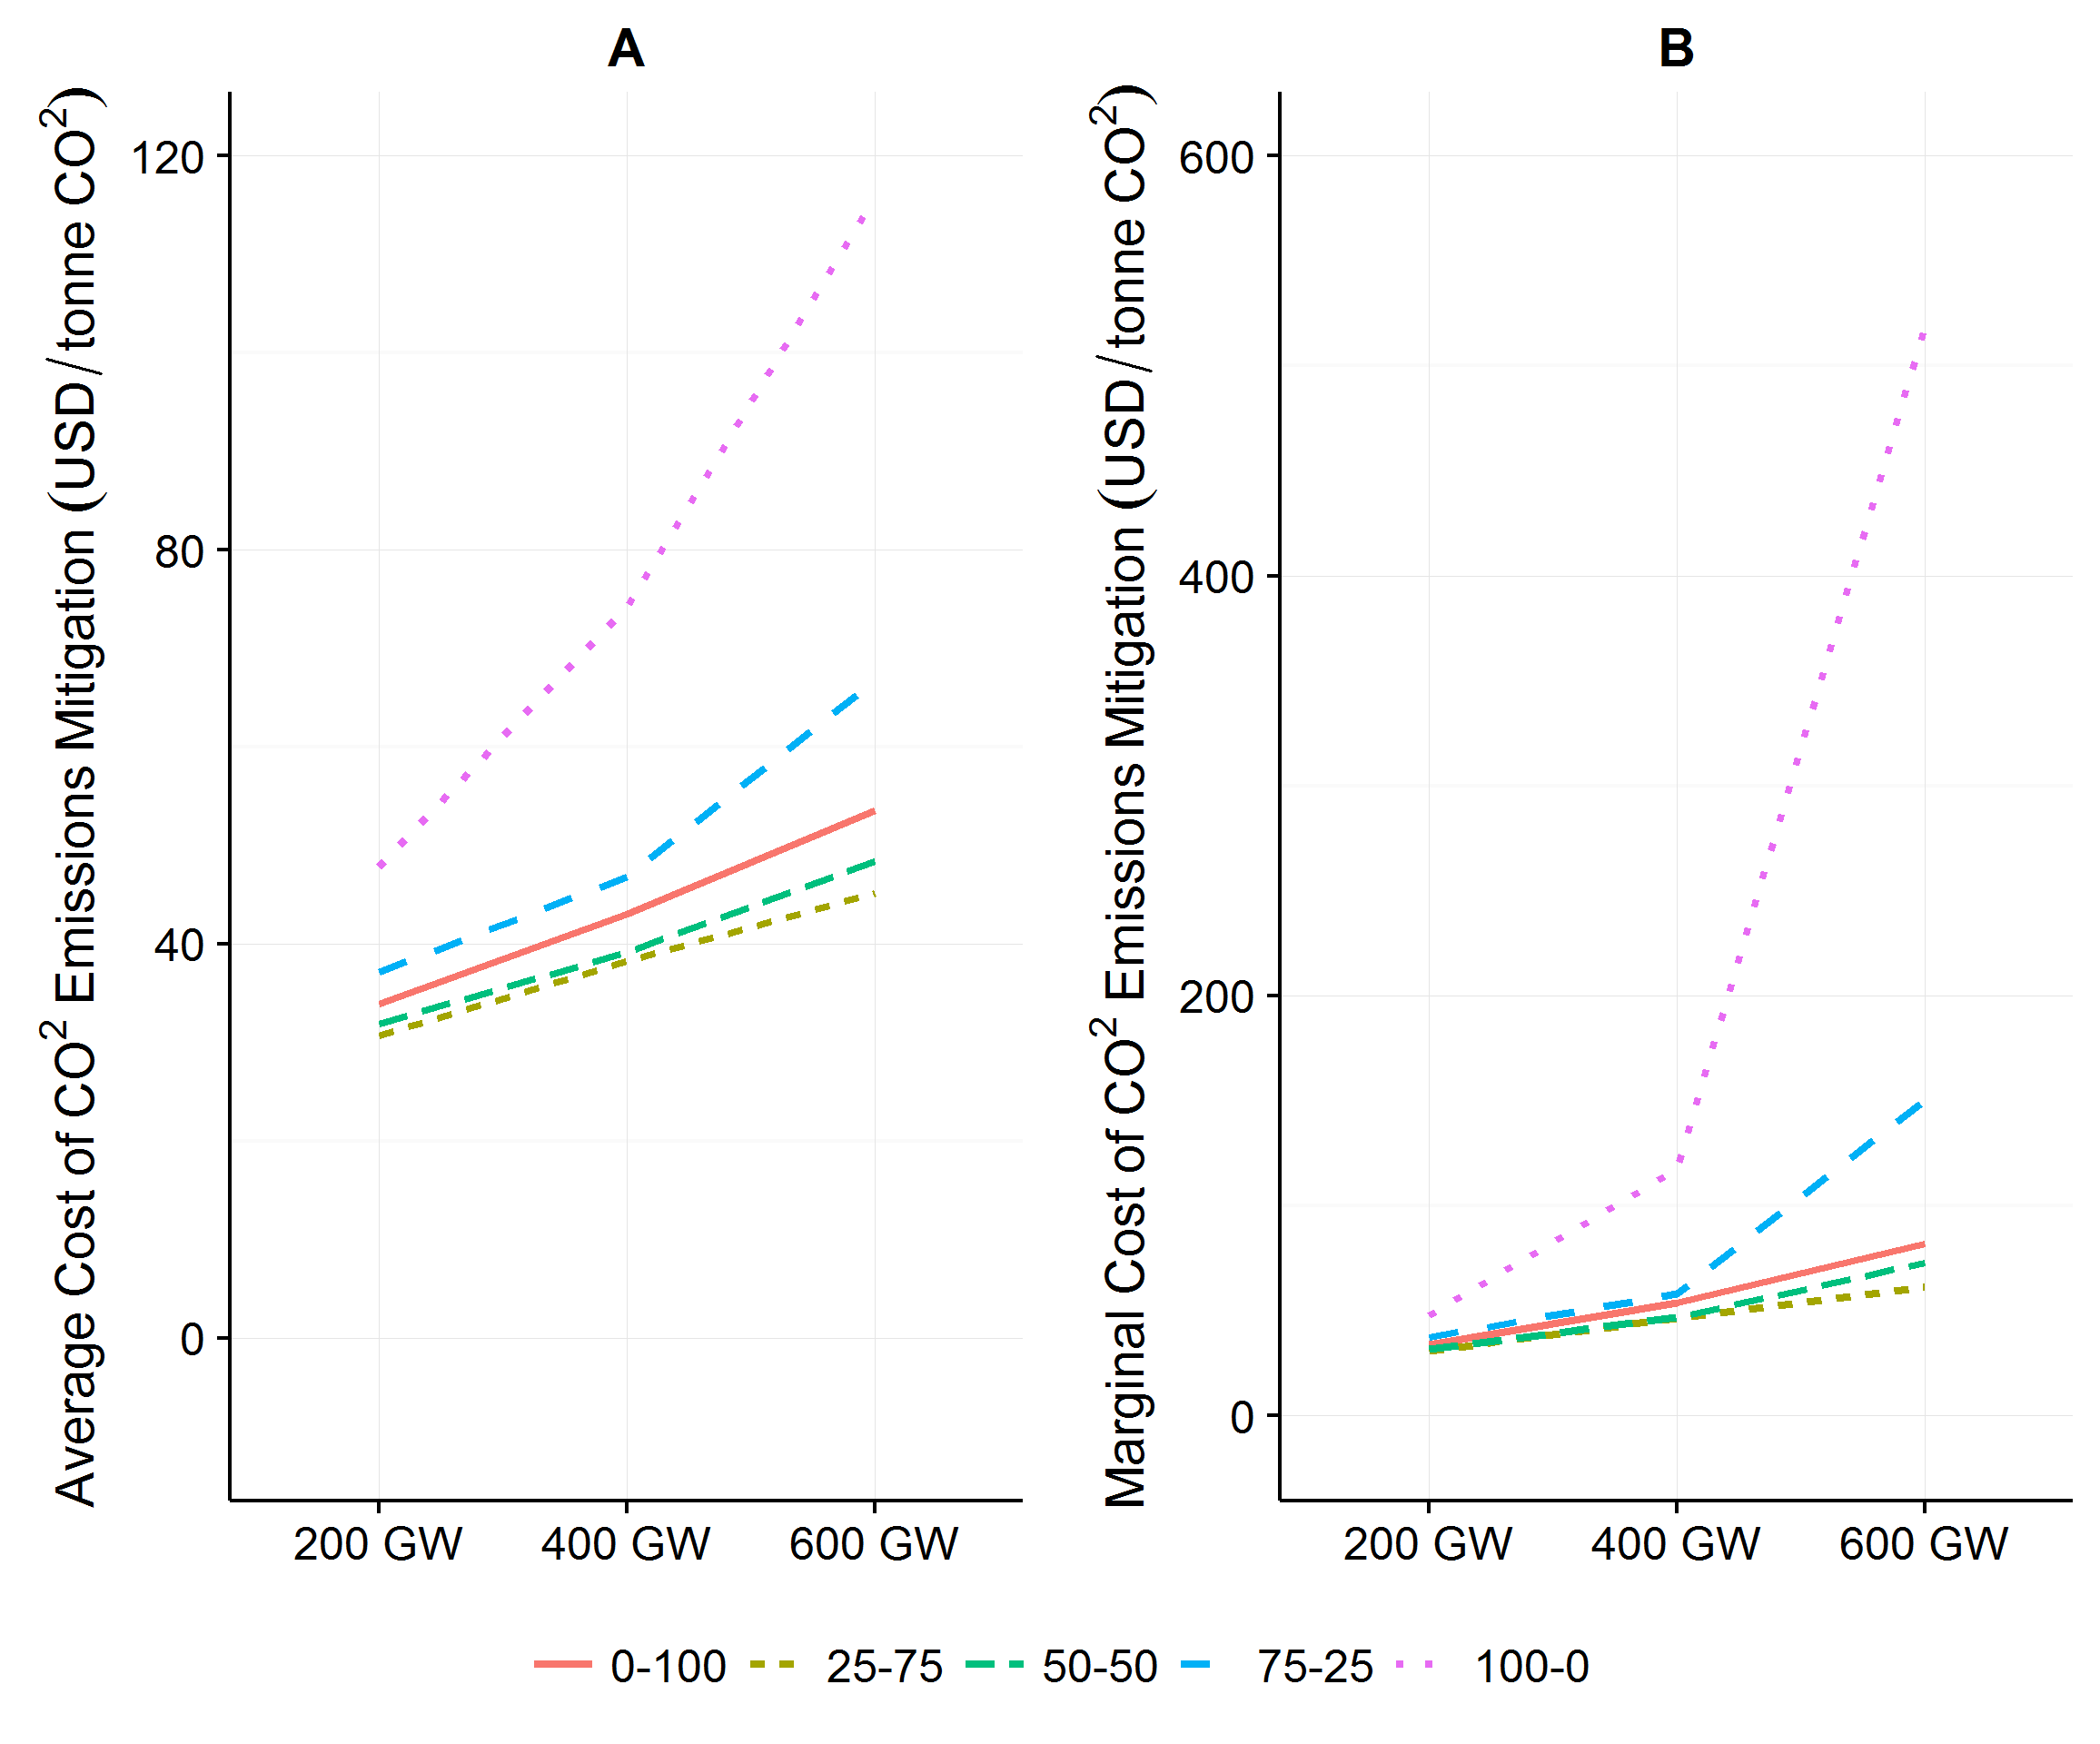 A
B
Average Cost of CO² Emissions Mitigation (USD/tonne CO²)
120
80
40
0
200 GW 400 GW 600 GW
Marginal Cost of CO² Emissions Mitigation (USD/tonne CO²)
600
400
200
0
200 GW 400 GW 600 GW
0-100 25-75 50-50 75-25 100-0